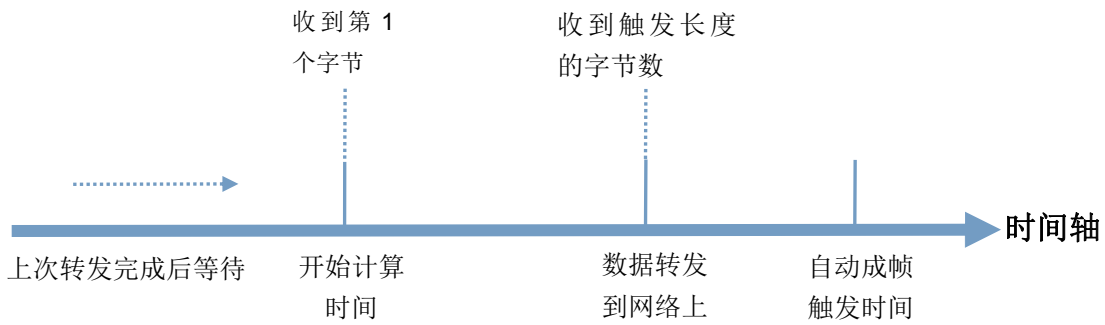 收到第 1
个字节
收到触发长度
的字节数
时间轴
上次转发完成后等待
开始计算
时间
数据转发
到网络上
自动成帧
触发时间